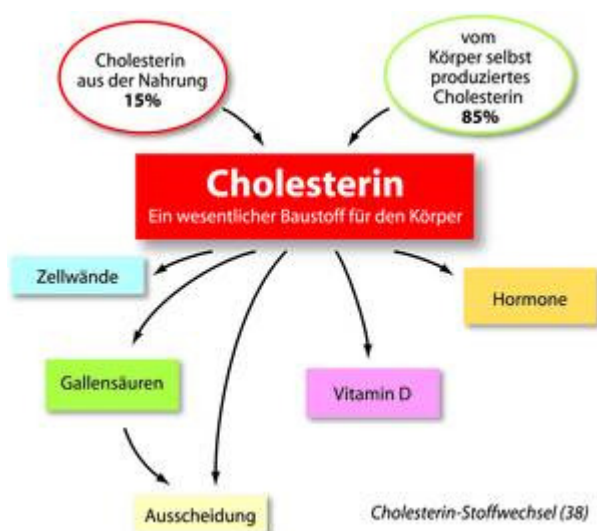 Cholesterin
aus der Nahrung
15%
vom
Körper selbst
produziertes
Cholesterin
85%
Cholesterin
Ein wesentlicher Baustoff für den Körper
Zellwände
Hormone
Gallensäuren
Vitamin D
Ausscheidung
Cholesterin-Stoffwechsel (38)